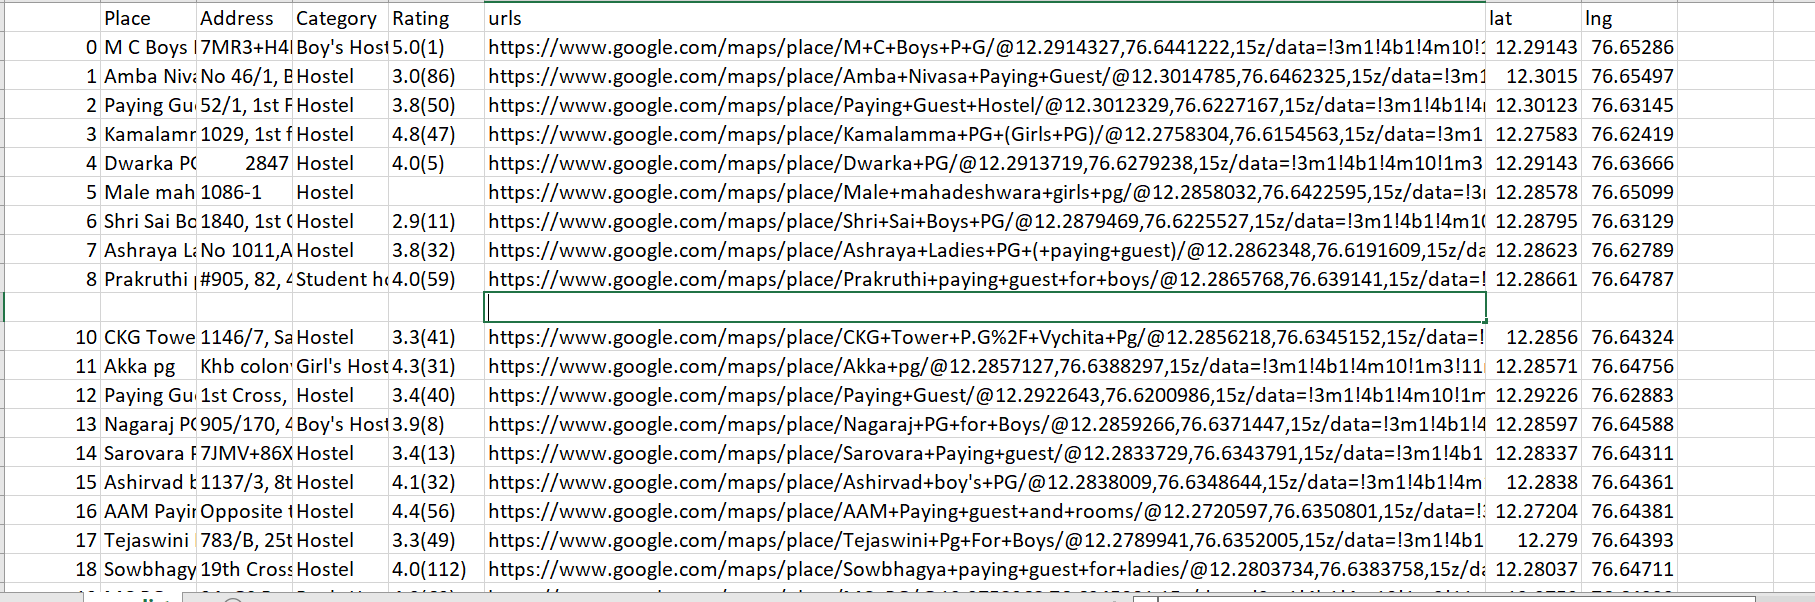 Place Address Category Rating urls lat lng
0 M C Boys 7MR3+H4 Boy's Host 5.0(1) https://www.google.com/maps/place/M+C+Boys+P+G/@12.2914327,76.6441222,15z/data=!3m1!4b1!4m10!1 12.29143 76.65286
1 Amba Niva No 46/1, B Hostel 3.0(86) https://www.google.com/maps/place/Amba+Nivasa+Paying+Guest/@12.3014785,76.6462325,15z/data=!3m1 12.3015 76.65497
2 Paying Gu 52/1, 1st F Hostel 3.8(50) https://www.google.com/maps/place/Paying+Guest+Hostel/@12.3012329,76.6227167,15z/data=!3m1!4b1!4 12.30123 76.63145
3 Kamalamm 1029, 1st f Hostel 4.8(47) https://www.google.com/maps/place/Kamalamma+PG+(Girls+PG)/@12.2758304,76.6154563,15z/data=!3m1 12.27583 76.62419
4 Dwarka PG 2847 Hostel 4.0(5) https://www.google.com/maps/place/Dwarka+PG/@12.2913719,76.6279238,15z/data=!3m1!4b1!4m10!1m3 12.29143 76.63666
5 Male mah 1086-1 Hostel https://www.google.com/maps/place/Male+mahadeshwara+girls+pg/@12.2858032,76.6422595,15z/data=!3 12.28578 76.65099
6 Shri Sai Bo 1840, 1st C Hostel 2.9(11) https://www.google.com/maps/place/Shri+Sai+Boys+PG/@12.2879469,76.6225527,15z/data=!3m1!4b1!4m1 12.28795 76.63129
7 Ashraya La No 1011,A Hostel 3.8(32) https://www.google.com/maps/place/Ashraya+Ladies+PG+(+paying+guest)/@12.2862348,76.6191609,15z/da 12.28623 76.62789
8 Prakruthi #905, 82, 4 Student ho 4.0(59) https://www.google.com/maps/place/Prakruthi+paying+guest+for+boys/@12.2865768,76.639141,15z/data=! 12.28661 76.64787
10 CKG Towe 1146/7, Sa Hostel 3.3(41) https://www.google.com/maps/place/CKG+Tower+P.G%2F+Vychita+Pg/@12.2856218,76.6345152,15z/data=! 12.2856 76.64324
11 Akka pg Khb colon Girl's Host 4.3(31) https://www.google.com/maps/place/Akka+pg/@12.2857127,76.6388297,15z/data=!3m1!4b1!4m10!1m3!11 12.28571 76.64756
12 Paying Gu 1st Cross, Hostel 3.4(40) https://www.google.com/maps/place/Paying+Guest/@12.2922643,76.6200986,15z/data=!3m1!4b1!4m10!1m 12.29226 76.62883
13 Nagaraj PG 905/170, 4 Boy's Host 3.9(8) https://www.google.com/maps/place/Nagaraj+PG+for+Boys/@12.2859266,76.6371447,15z/data=!3m1!4b1!4 12.28597 76.64588
14 Sarovara P 7JMV+86X Hostel 3.4(13) https://www.google.com/maps/place/Sarovara+Paying+guest/@12.2833729,76.6343791,15z/data=!3m1!4b1 12.28337 76.64311
15 Ashirvad b 1137/3, 8t Hostel 4.1(32) https://www.google.com/maps/place/Ashirvad+boy's+PG/@12.2838009,76.6348644,15z/data=!3m1!4b1!4m 12.2838 76.64361
16 AAM Payin Opposite t Hostel 4.4(56) https://www.google.com/maps/place/AAM+Paying+guest+and+rooms/@12.2720597,76.6350801,15z/data=! 12.27204 76.64381
17 Tejaswini 783/B, 25t Hostel 3.3(49) https://www.google.com/maps/place/Tejaswini+Pg+For+Boys/@12.2789941,76.6352005,15z/data=!3m1!4b1 12.279 76.64393
18 Sowbhagy 19th Cross Hostel 4.0(112) https://www.google.com/maps/place/Sowbhagya+paying+guest+for+ladies/@12.2803734,76.6383758,15z/da 12.28037 76.64711